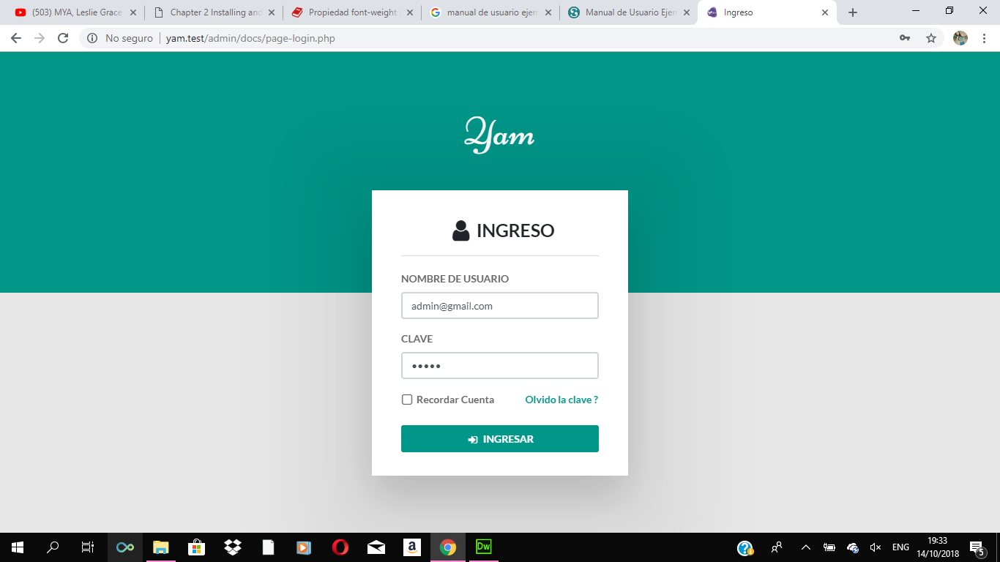 (503) MYA, Leslie Grace
Chapter 2 Installing and
Propiedad font-weight
manual de usuario ejem
Manual de Usuario Ejem
Ingreso
No seguro
yam.test/admin/docs/page-login.php
Yam
INGRESO
NOMBRE DE USUARIO
admin@gmail.com
CLAVE
•••••
Recordar Cuenta
Olvido la clave ?
INGRESAR
a
Dw
ENG
19:33
14/10/2018
5